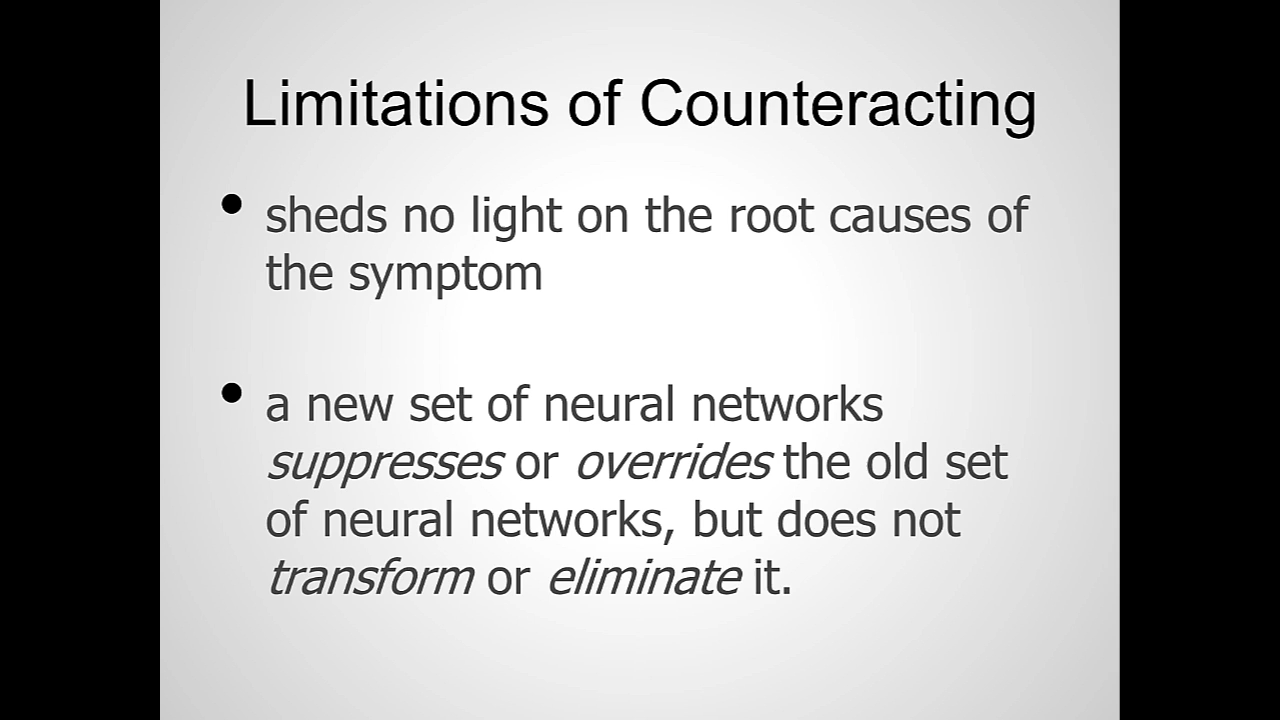 Limitations of Counteracting
• sheds no light on the root causes of
the symptom
• a new set of neural networks
suppresses or overrides the old set
of neural networks, but does not
transform or eliminate it.